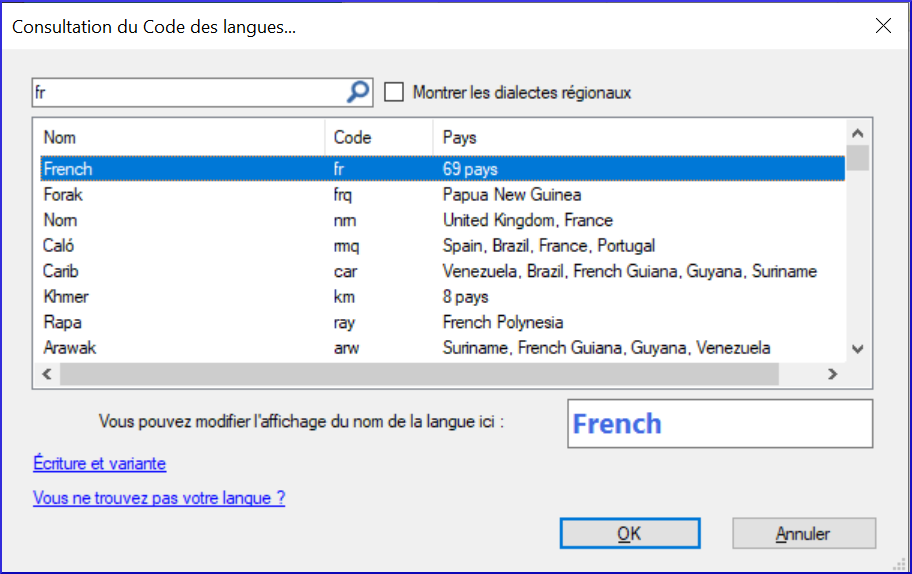 Consultation du Code des langues...
fr
Montrer les dialectes régionaux
Nom Code Pays
French fr 69 pays
Forak frq Papua New Guinea
Norn nrn United Kingdom, France
Caló rmq Spain, Brazil, France, Portugal
Carib car Venezuela, Brazil, French Guiana, Guyana, Suriname
Khmer km 8 pays
Rapa ray French Polynesia
Arawak arw Suriname, French Guiana, Guyana, Venezuela
Vous pouvez modifier l'affichage du nom de la langue ici : French
Écriture et variante
Vous ne trouvez pas votre langue ?
OK Annuler